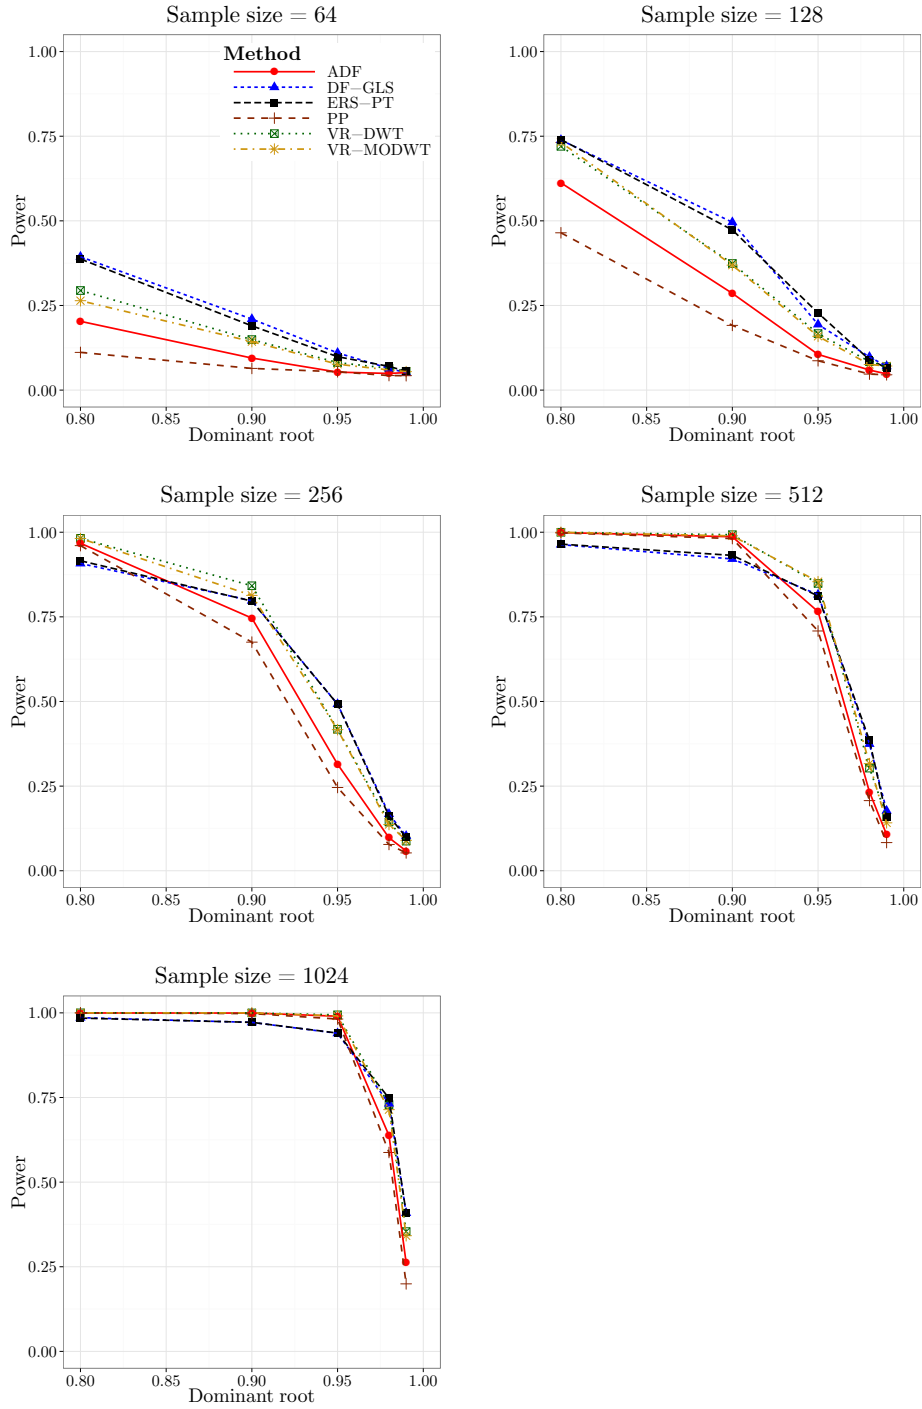 Sample size = 64
Power
1.00
0.75
0.50
0.25
0.00
Method
ADF
DF−GLS
ERS−PT
PP
VR−DWT
VR−MODWT
0.80 0.85 0.90 0.95 1.00
Dominant root
Sample size = 128
Power
1.00
0.75
0.50
0.25
0.00
0.80 0.85 0.90 0.95 1.00
Dominant root
Sample size = 256
Power
1.00
0.75
0.50
0.25
0.00
0.80 0.85 0.90 0.95 1.00
Dominant root
Sample size = 512
Power
1.00
0.75
0.50
0.25
0.00
0.80 0.85 0.90 0.95 1.00
Dominant root
Sample size = 1024
Power
1.00
0.75
0.50
0.25
0.00
0.80 0.85 0.90 0.95 1.00
Dominant root